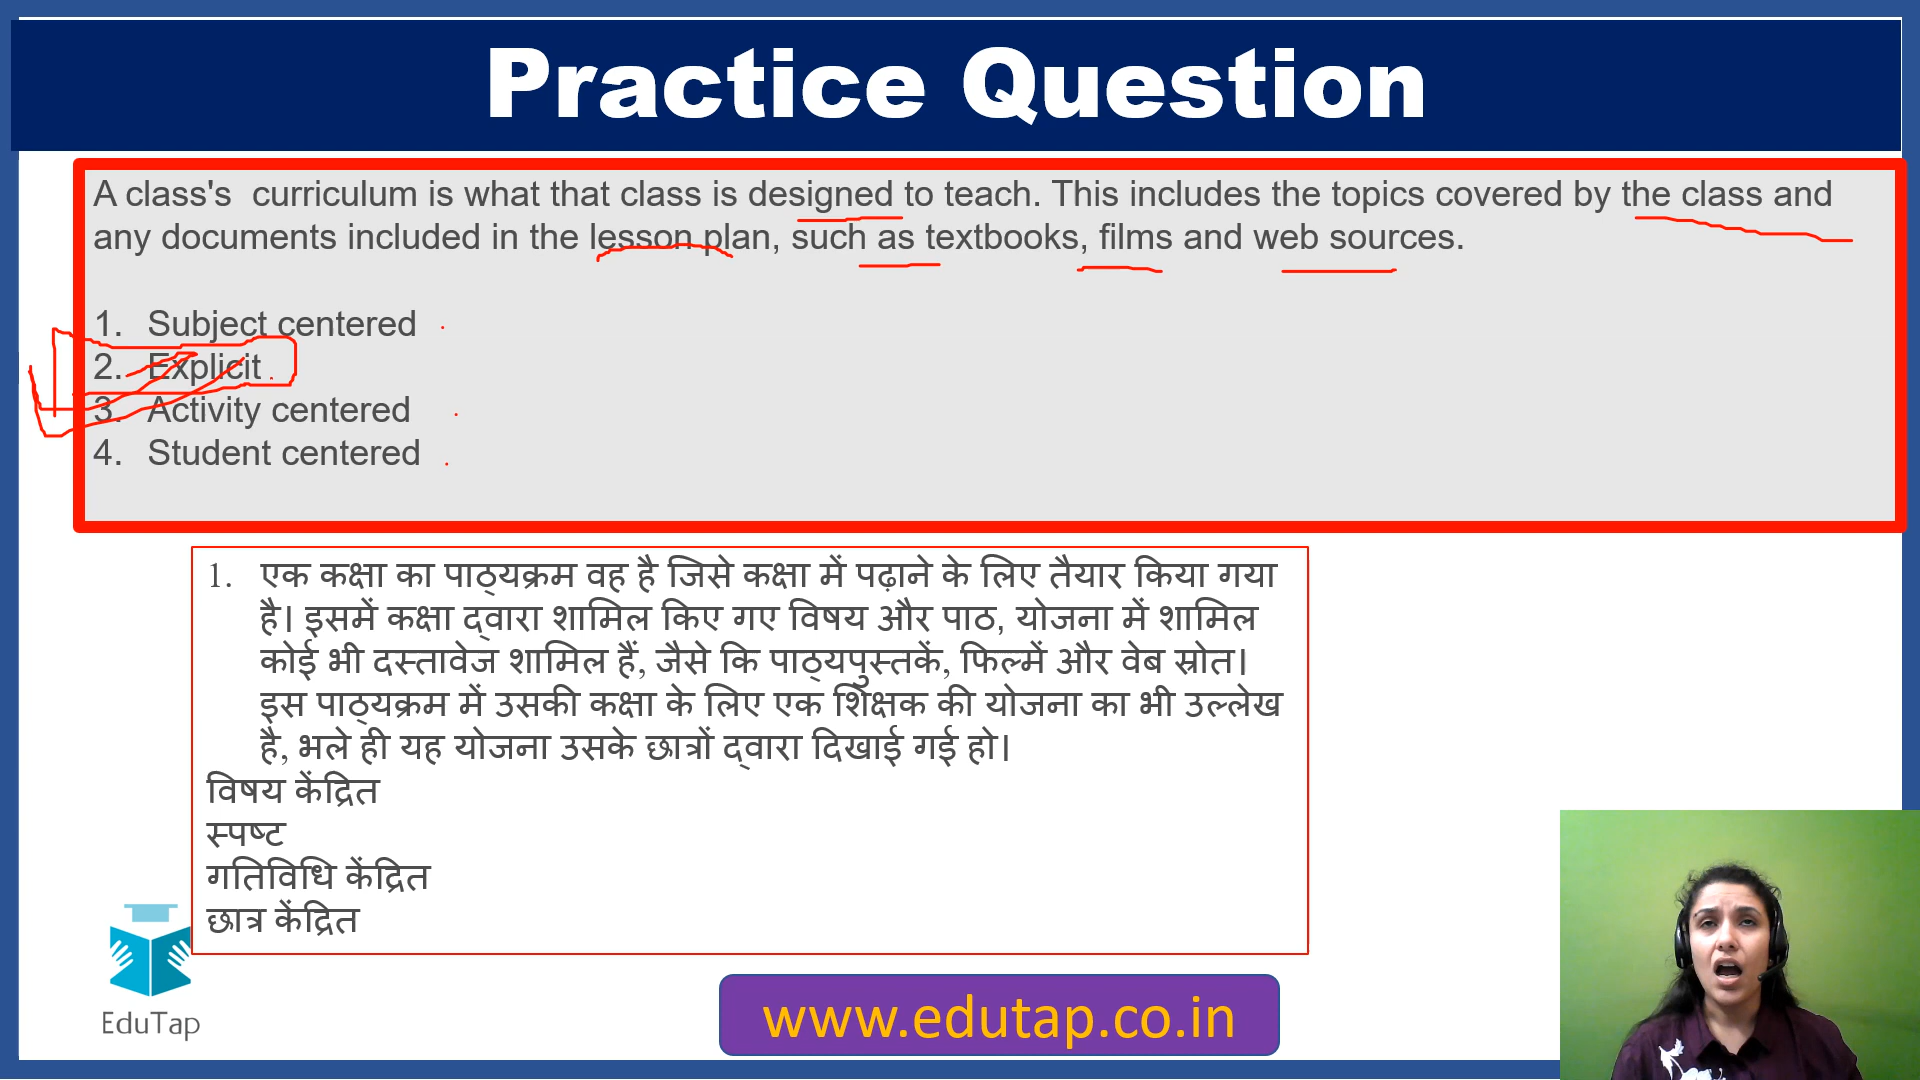 Practice Question
A class's curriculum is what that class is designed to teach. This includes the topics covered by the class and
any documents included in the lesson plan, such as textbooks, films and web sources.
1. Subject centered
2. Explicit
3. Activity centered
4. Student centered
1. एक कक्षा का पाठ्यक्रम वह है जिसे कक्षा में पढ़ाने के लिए तैयार किया गया
है। इसमें कक्षा द्वारा शामिल किए गए विषय और पाठ, योजना में शामिल
कोई भी दस्तावेज शामिल हैं, जैसे कि पाठ्यपुस्तकें, फिल्में और वेब स्रोत।
इस पाठ्यक्रम में उसकी कक्षा के लिए एक शिक्षक की योजना का भी उल्लेख
है, भले ही यह योजना उसके छात्रों द्वारा दिखाई गई हो।
विषय केंद्रित
स्पष्ट
गतिविधि केंद्रित
छात्र केंद्रित
EduTap
www.edutap.co.in